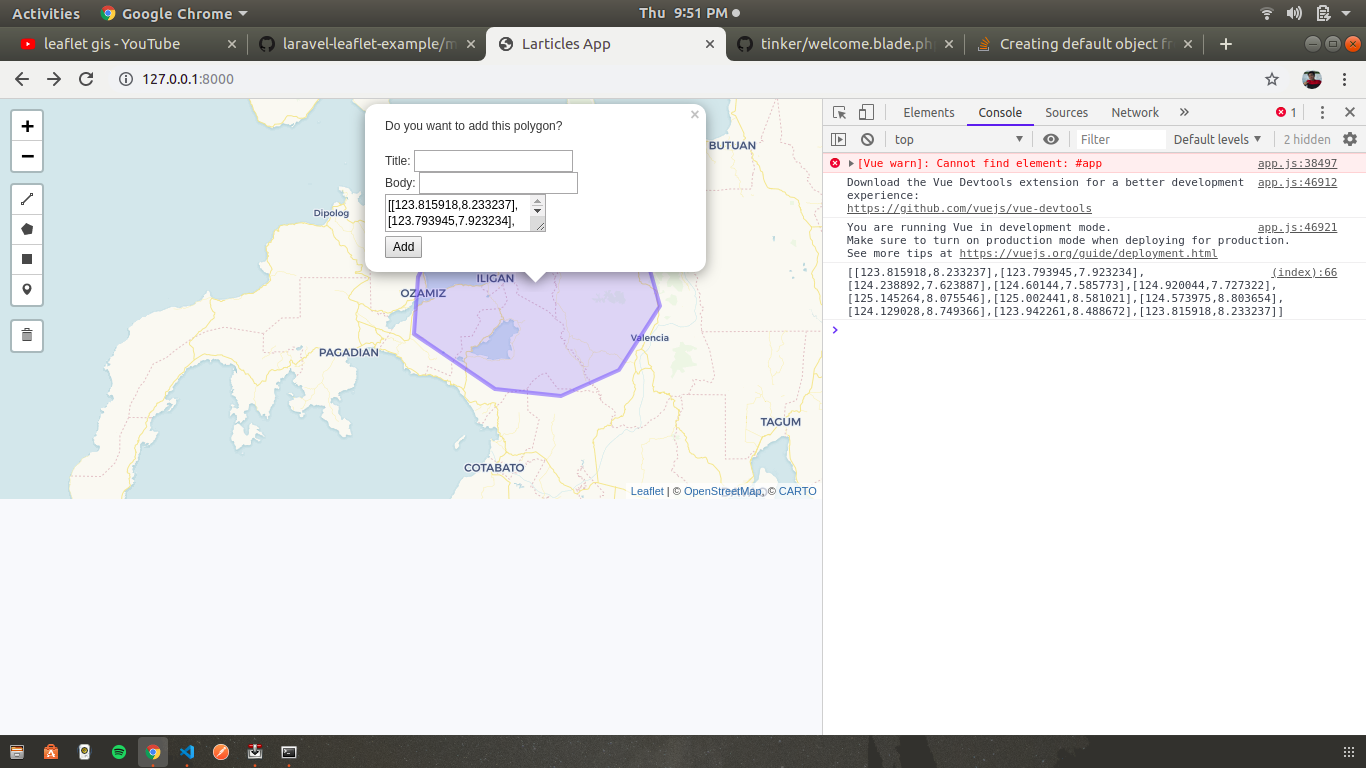 Activities
Google Chrome
Thu 9:51 PM
leaflet gis - YouTube
laravel-leaflet-example/m
Larticles App
tinker/welcome.blade.ph
Creating default object fr
127.0.0.1:8000
+
−
Do you want to add this polygon?
×
Title:
Body:
[[123.815918,8.233237],
[123.793945,7.923234],
Add
BUTUAN
Dipolog
ILIGAN
OZAMIZ
Valencia
PAGADIAN
TAGUM
COTABATO
Leaflet | © OpenStreetMap, © CARTO
Elements
Console
Sources
Network
»
1
top
Filter
Default levels
2 hidden
[Vue warn]: Cannot find element: #app
app.js:38497
Download the Vue Devtools extension for a better development
app.js:46912
experience:
https://github.com/vuejs/vue-devtools
You are running Vue in development mode.
app.js:46921
Make sure to turn on production mode when deploying for production.
See more tips at https://vuejs.org/guide/deployment.html
[[123.815918,8.233237],[123.793945,7.923234],
(index):66
[124.238892,7.623887],[124.60144,7.585773],[124.920044,7.727322],
[125.145264,8.075546],[125.002441,8.581021],[124.573975,8.803654],
[124.129028,8.749366],[123.942261,8.488672],[123.815918,8.233237]]